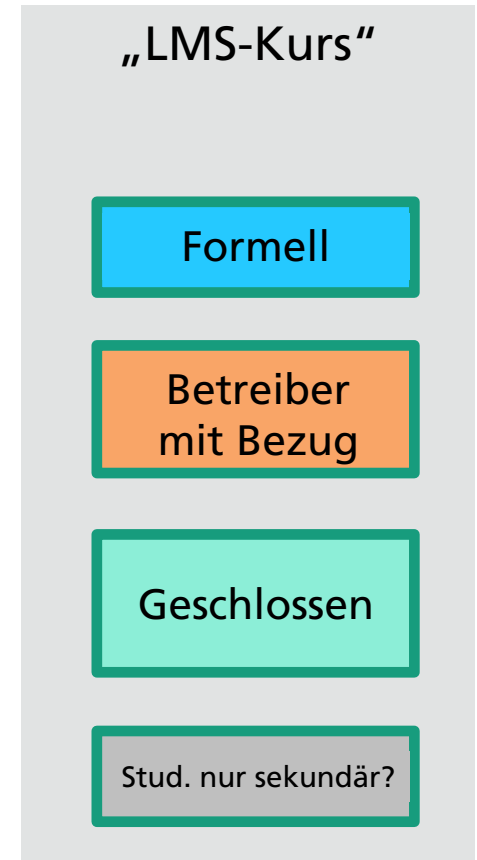 „LMS-Kurs“
Formell
Betreiber
mit Bezug
Geschlossen
Stud. nur sekundär?